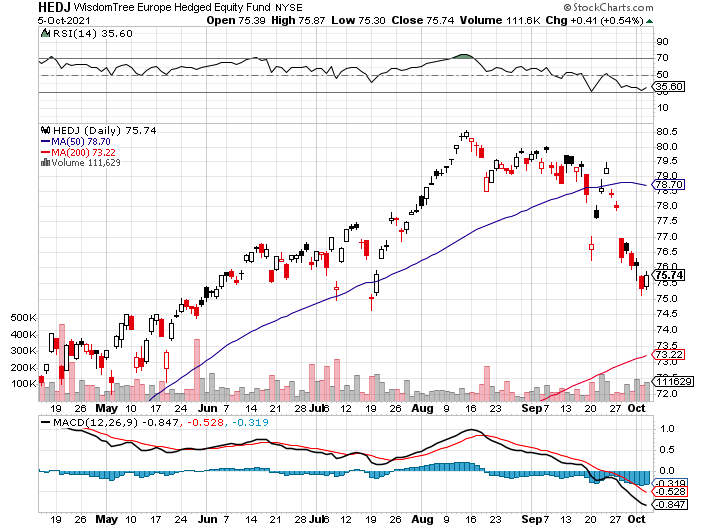 HEDJ WisdomTree Europe Hedged Equity Fund NYSE
© StockCharts.com
5-Oct-2021
Open 75.39 High 75.87 Low 75.30 Close 75.74 Volume 111.6K Chg +0.41 (+0.54%)
RSI(14) 35.60
90
70
50
35.60
30
10
HEDJ (Daily) 75.74
MA(50) 78.70
MA(200) 73.22
Volume 111,629
80.5
80.0
79.5
79.0
78.70
78.5
78.0
77.5
77.0
76.5
76.0
75.74
75.5
75.0
74.5
74.0
73.5
73.22
73.0
72.5
111629
72.0
500K
400K
300K
200K
100K
19 26 May 10 17 24 Jun 7 14 21 28 Jul 6 12 19 26 Aug 9 16 23 Sep 7 13 20 27 Oct
MACD(12,26,9) -0.847, -0.528, -0.319
1.0
0.5
0.0
-0.319
-0.528
-0.847
19 26 May 10 17 24 Jun 7 14 21 28 Jul 6 12 19 26 Aug 9 16 23 Sep 7 13 20 27 Oct